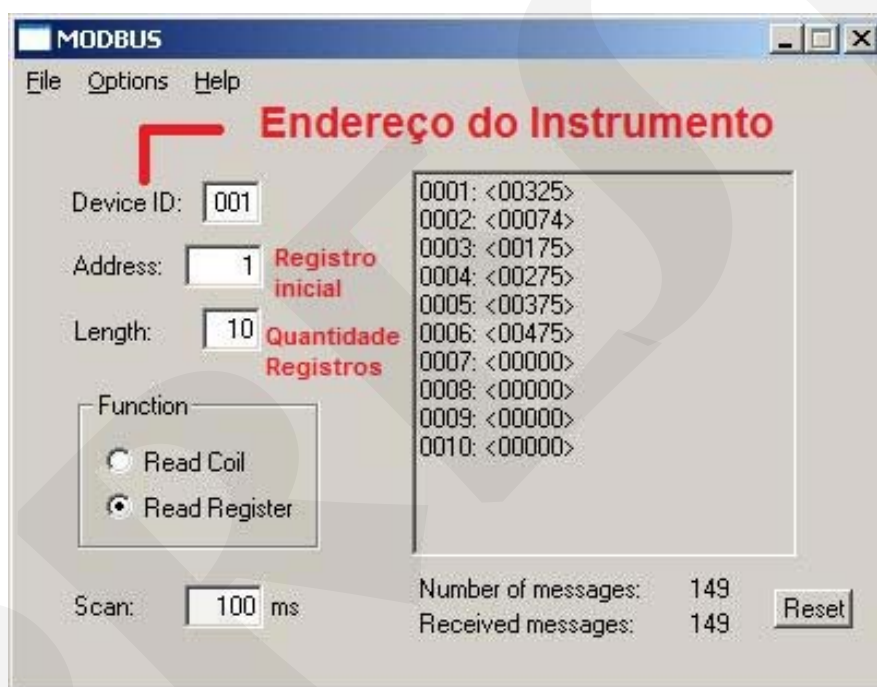 MODBUS
File Options Help
Endereço do Instrumento
Device ID: 001
Address: 1
Registro
inicial
Length: 10
Quantidade
Registros
Function
Read Coil
Read Register
Scan: 100 ms
0001: <00325>
0002: <00074>
0003: <00175>
0004: <00275>
0005: <00375>
0006: <00475>
0007: <00000>
0008: <00000>
0009: <00000>
0010: <00000>
Number of messages: 149
Received messages: 149
Reset